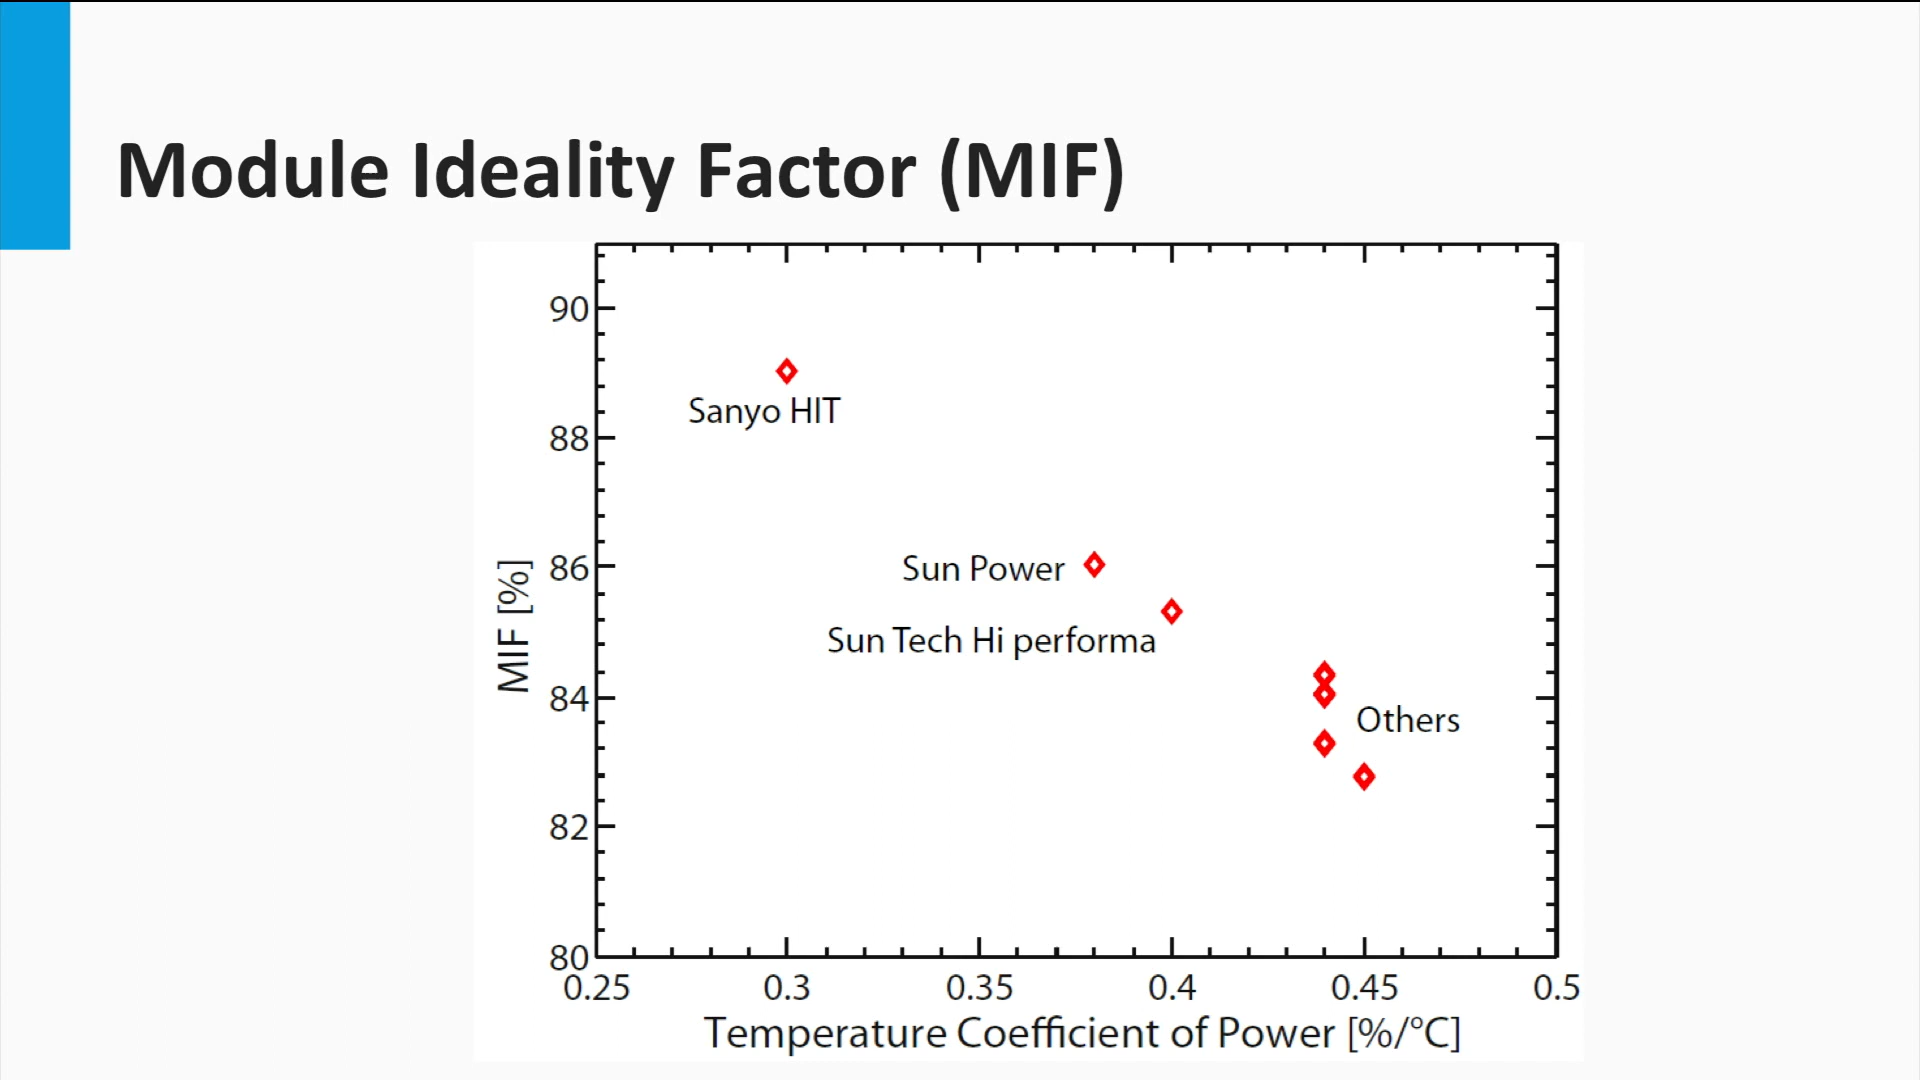 Module Ideality Factor (MIF)
90
Sanyo HIT
88
Sun Power
86
MIF [%]
Sun Tech Hi performa
84
Others
82
80
0.25 0.3 0.35 0.4 0.45 0.5
Temperature Coefficient of Power [%/°C]